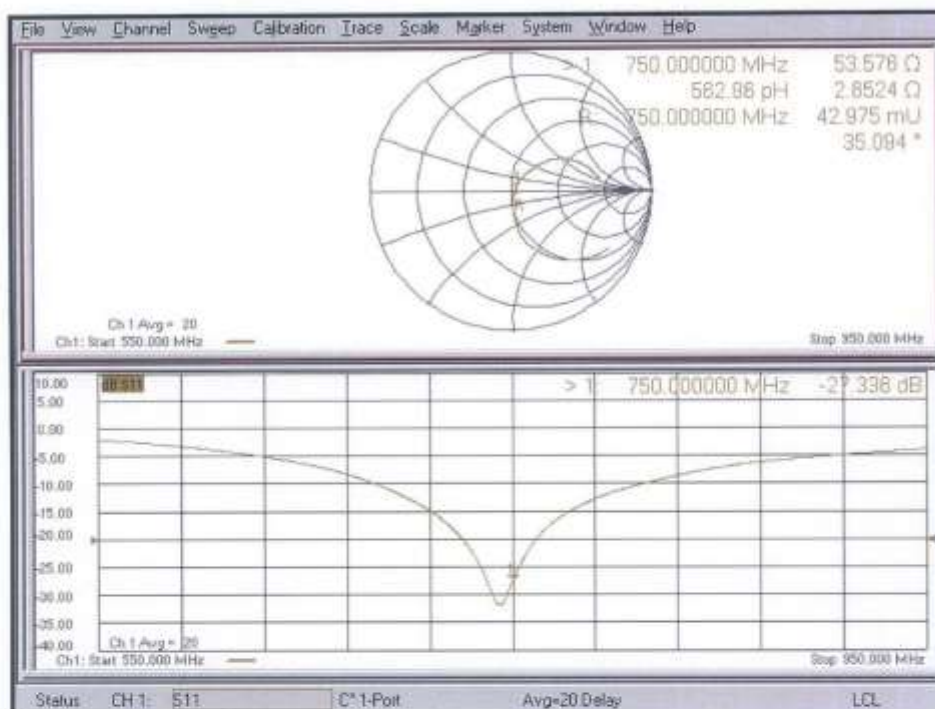 File View Channel Sweep Calibration Trace Scale Marker System Window Help
> 1 750.000000 MHz 53.576 Ω
562.98 pH 2.6524 Ω
R 750.000000 MHz 42.975 mU
35.094 °
Ch 1 Avg = 20
Ch1: Start 550.000 MHz
Stop 950.000 MHz
10.00
dB S11
> 1 750.000000 MHz -27.336 dB
5.00
0.00
-5.00
-10.00
-15.00
-20.00
-25.00
-30.00
-35.00
-40.00
Ch 1 Avg = 20
Ch1: Start 550.000 MHz
Stop 950.000 MHz
Status CH 1: S11 C* 1-Port Avg=20 Delay LCL